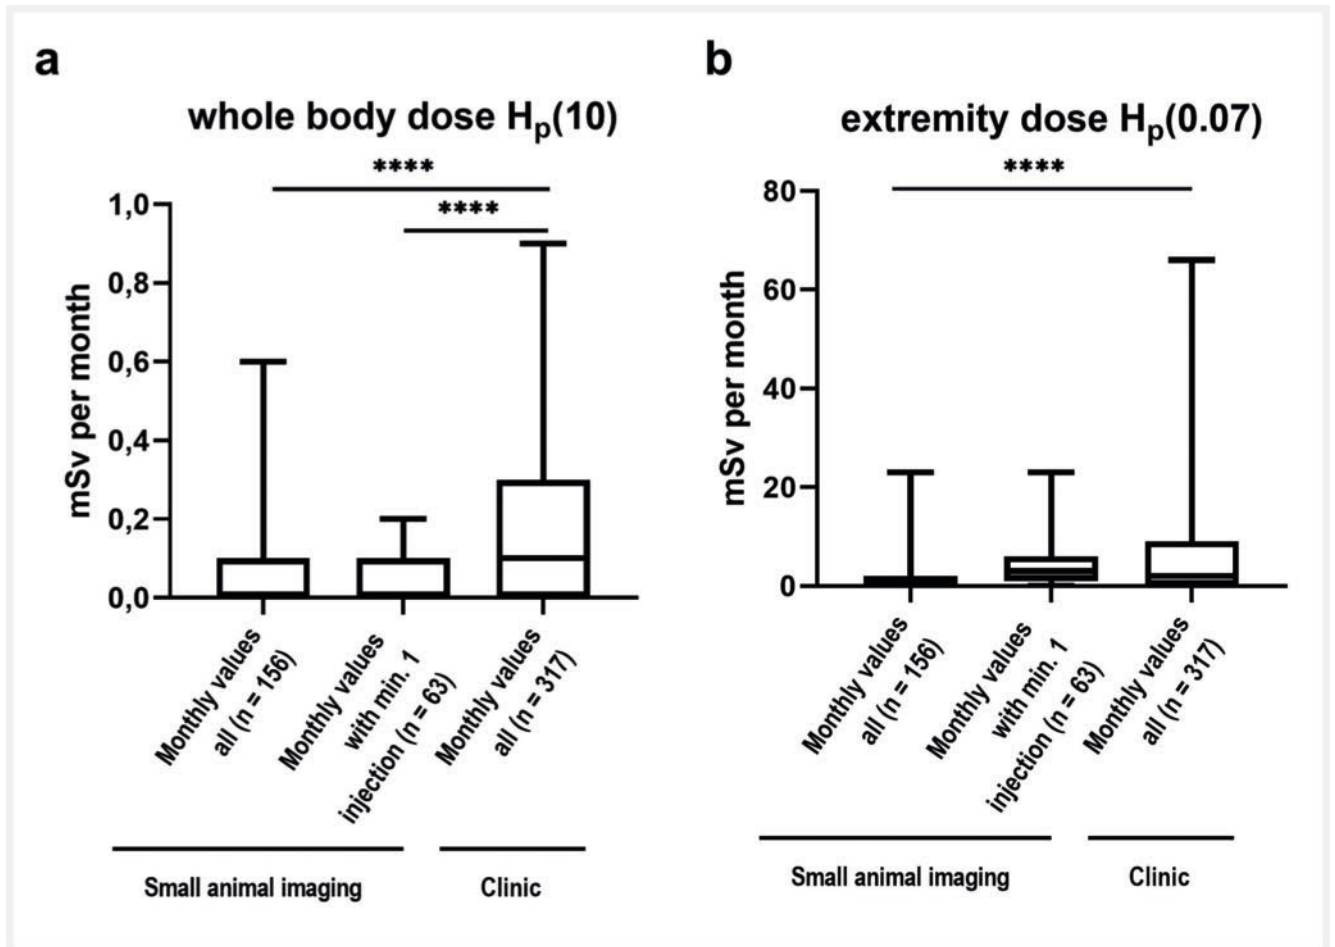 a
whole body dose Hp(10)
****
****
mSv per month
1,0
0,8
0,6
0,4
0,2
0,0
Monthly values
all (n = 156)
Monthly values
with min. 1
injection (n = 63)
Monthly values
all (n = 317)
Small animal imaging
Clinic
b
extremity dose Hp(0.07)
****
mSv per month
80
60
40
20
0
Monthly values
all (n = 156)
Monthly values
with min. 1
injection (n = 63)
Monthly values
all (n = 317)
Small animal imaging
Clinic